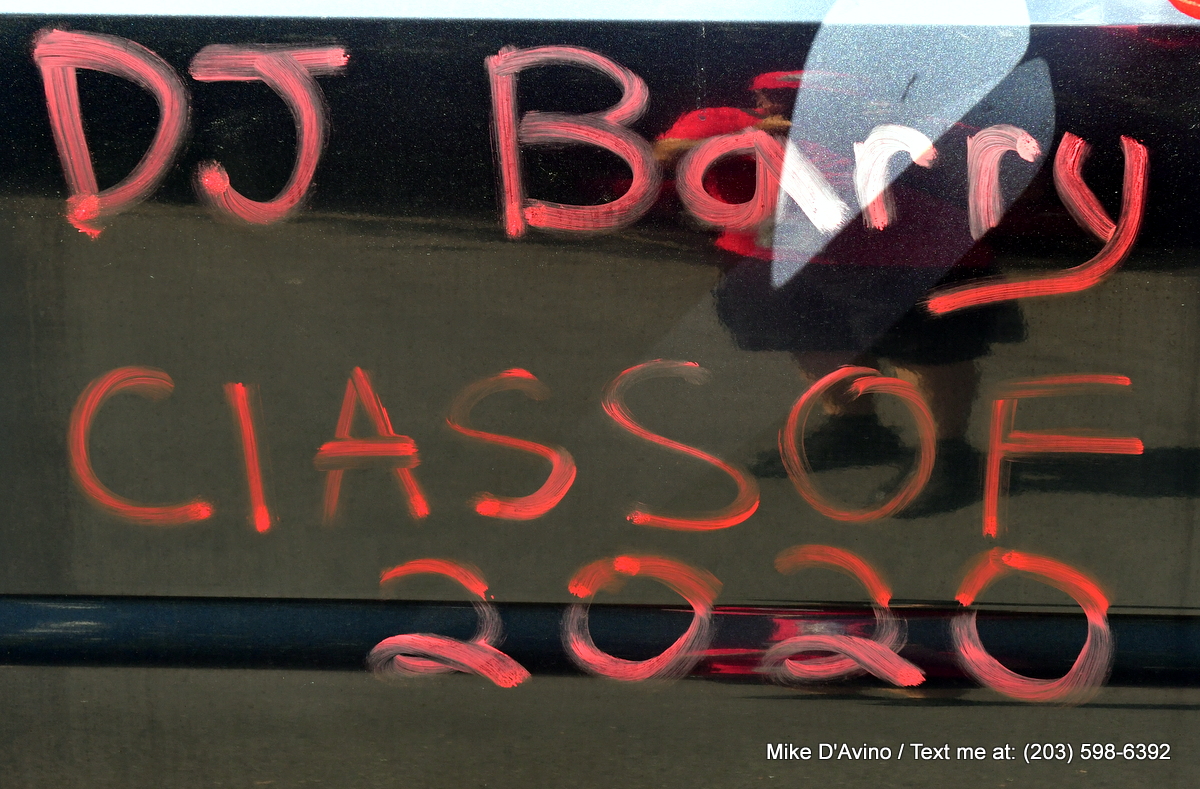 DJ Barry
ClASS OF
2020
Mike D'Avino / Text me at: (203) 598-6392